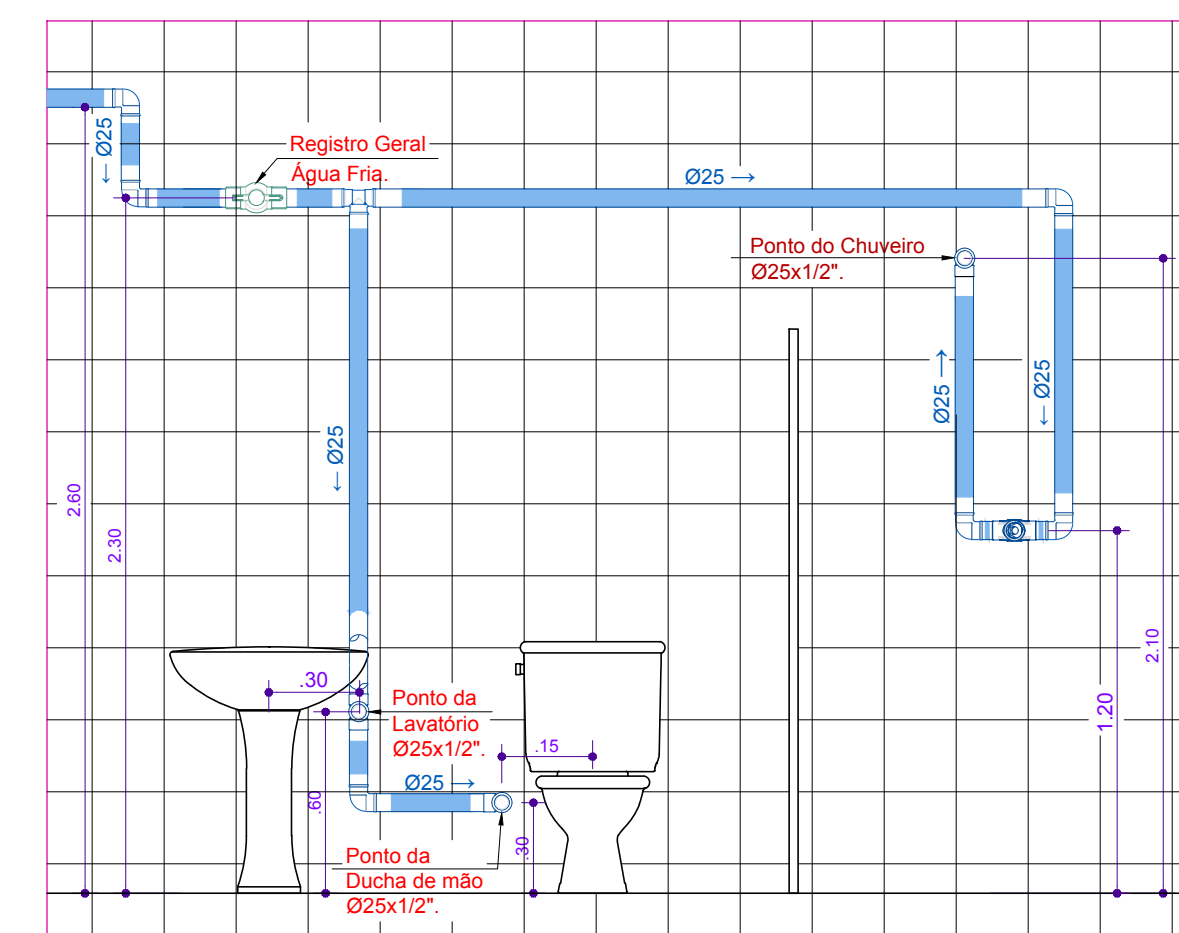 ← Ø25
Registro Geral
Água Fria.
Ø25 →
Ponto do Chuveiro
Ø25x1/2".
← Ø25
Ø25 →
← Ø25
2.60
2.30
2.10
1.20
.30
Ponto da
Lavatório
Ø25x1/2".
.15
Ø25 →
.60
.30
Ponto da
Ducha de mão
Ø25x1/2".